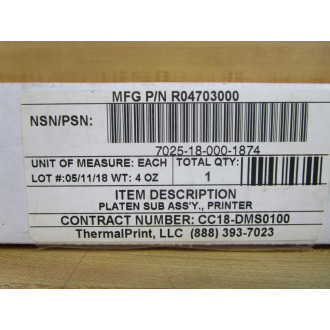 MFG P/N R04703000
NSN/PSN:
7025-18-000-1874
UNIT OF MEASURE: EACH
TOTAL QTY:
LOT #:05/11/18 WT: 4 OZ
1
ITEM DESCRIPTION
PLATEN SUB ASS'Y., PRINTER
CONTRACT NUMBER: CC18-DMS0100
ThermalPrint, LLC (888) 393-7023